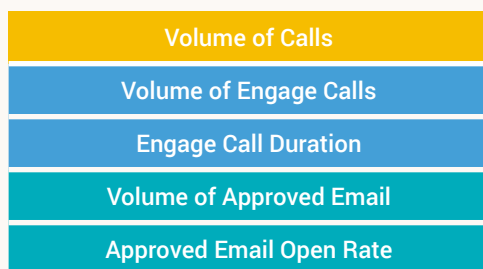 Volume of Calls
Volume of Engage Calls
Engage Call Duration
Volume of Approved Email
Approved Email Open Rate